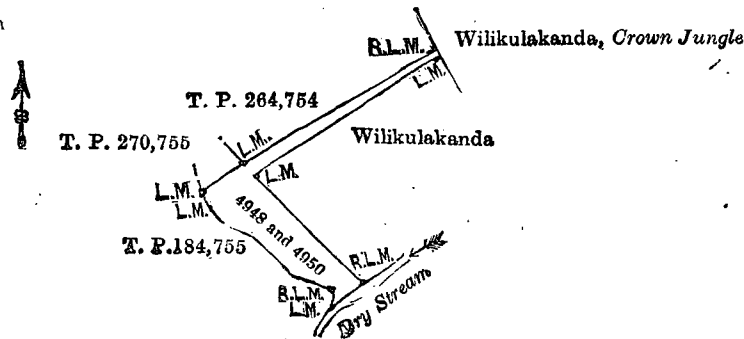 Wilikulakanda, Crown Jungle
R.L.M.
L.M.
T. P. 264,754
T. P. 270,755
L.M.
Wilikulakanda
L.M.
L.M.
L.M.
4948 and 4950
T. P. 184,755
R.L.M.
R.L.M.
L.M.
Dry Stream